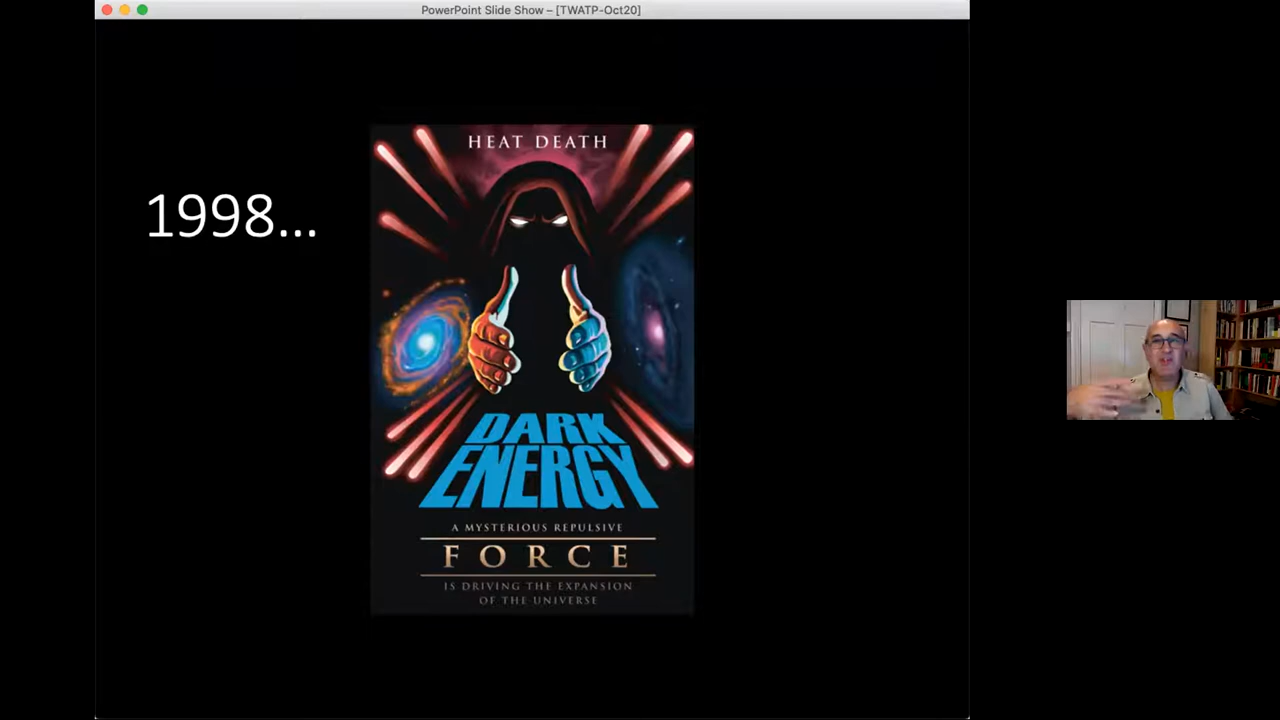 PowerPoint Slide Show – [TWATP-Oct20]
HEAT DEATH
1998...
DARK
ENERGY
A MYSTERIOUS REPULSIVE
FORCE
IS DRIVING THE EXPANSION
OF THE UNIVERSE